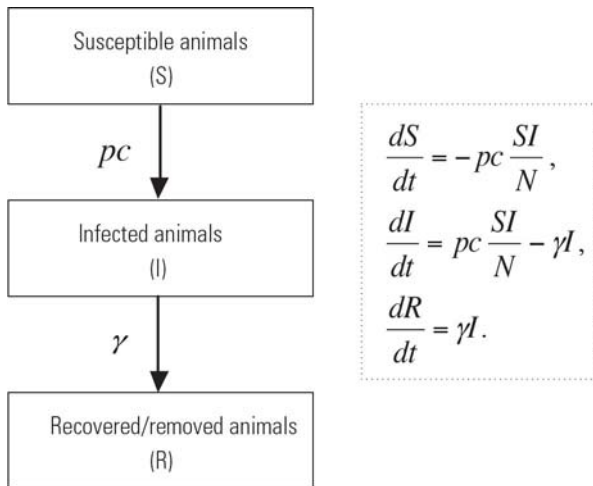 Susceptible animals
(S)
pc
Infected animals
(I)
γ
Recovered/removed animals
(R)
dS/dt = −pc SI/N,
dI/dt = pc SI/N − γI,
dR/dt = γI.